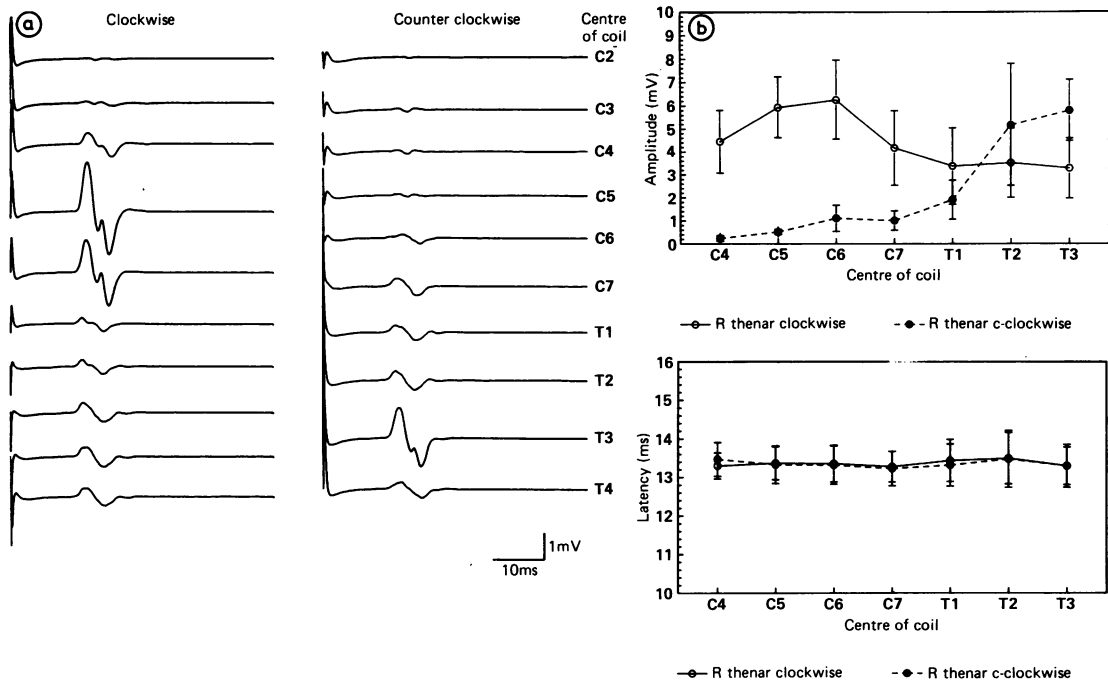 a
Clockwise
Counter clockwise
Centre of coil
C2
C3
C4
C5
C6
C7
T1
T2
T3
T4
1mV
10ms
b
Amplitude (mV)
10
9
8
7
6
5
4
3
2
1
0
C4 C5 C6 C7 T1 T2 T3
Centre of coil
R thenar clockwise R thenar c-clockwise
Latency (ms)
16
15
14
13
12
11
10
C4 C5 C6 C7 T1 T2 T3
Centre of coil
R thenar clockwise R thenar c-clockwise